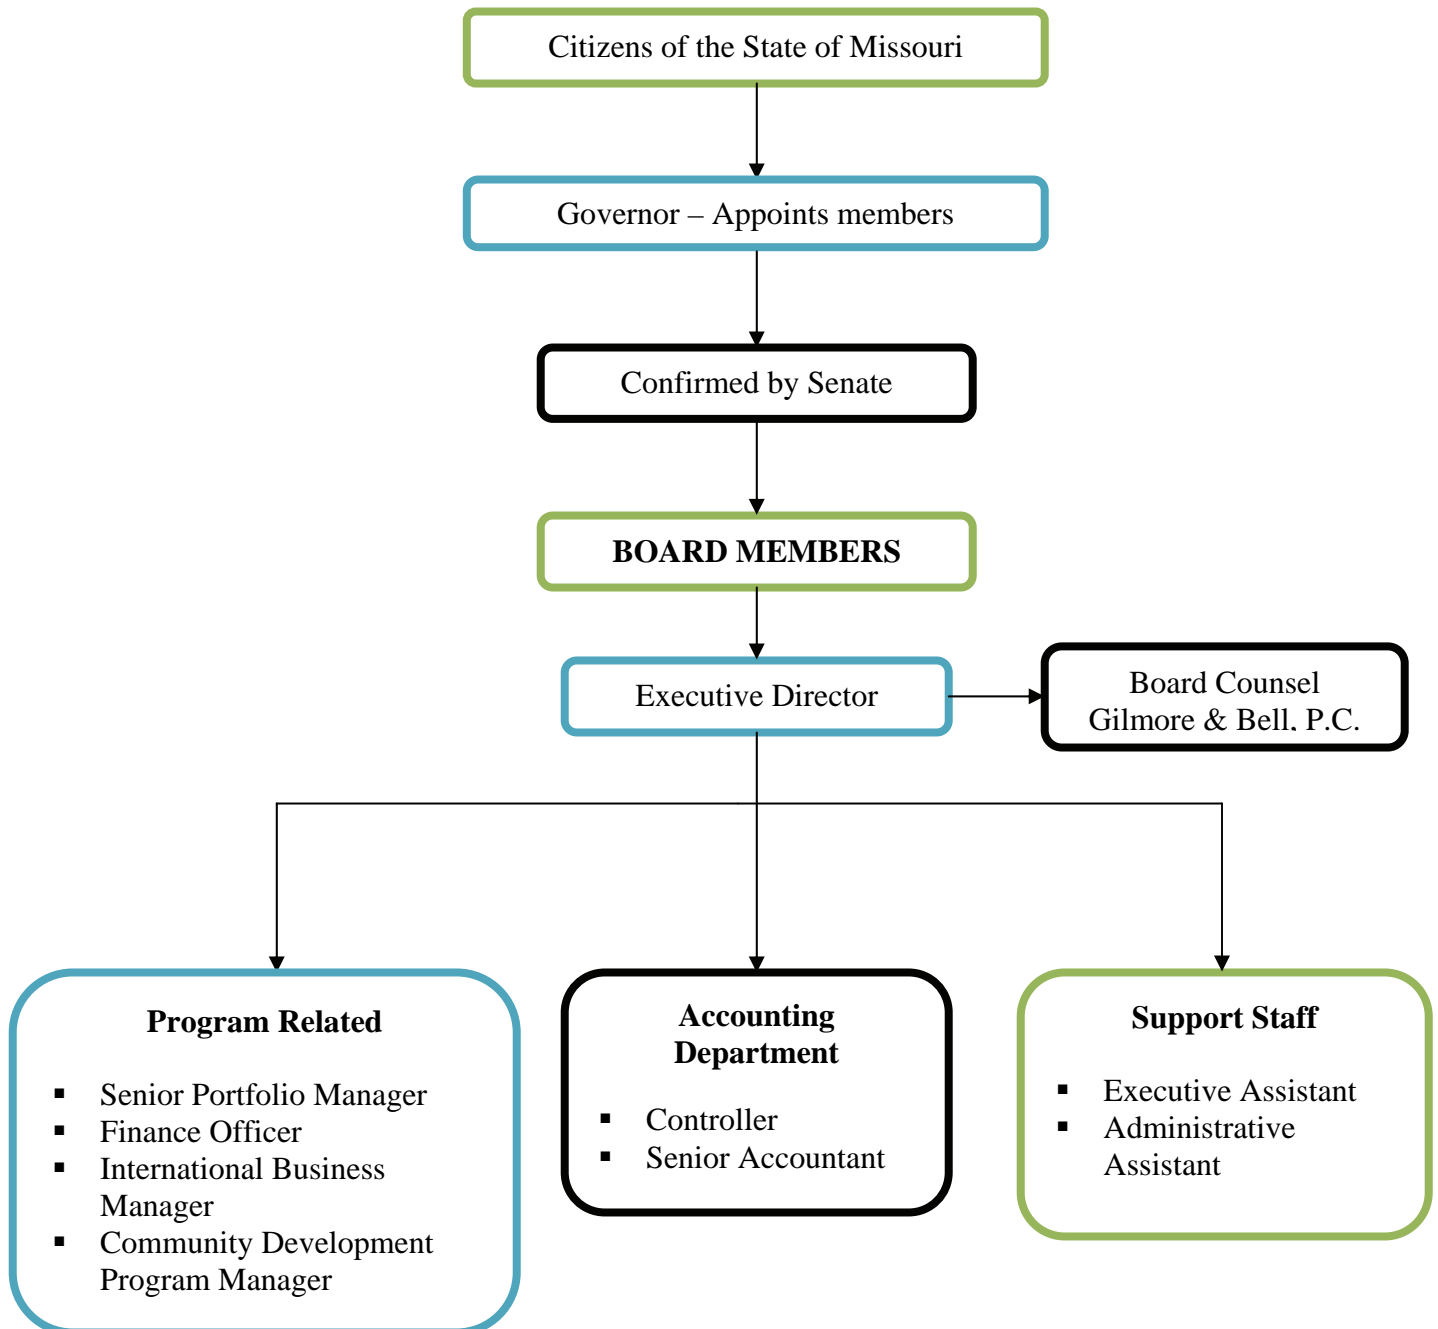 Citizens of the State of Missouri
Governor – Appoints members
Confirmed by Senate
BOARD MEMBERS
Executive Director
Board Counsel
Gilmore & Bell, P.C.
Program Related
▪ Senior Portfolio Manager
▪ Finance Officer
▪ International Business
Manager
▪ Community Development
Program Manager
Accounting
Department
▪ Controller
▪ Senior Accountant
Support Staff
▪ Executive Assistant
▪ Administrative
Assistant